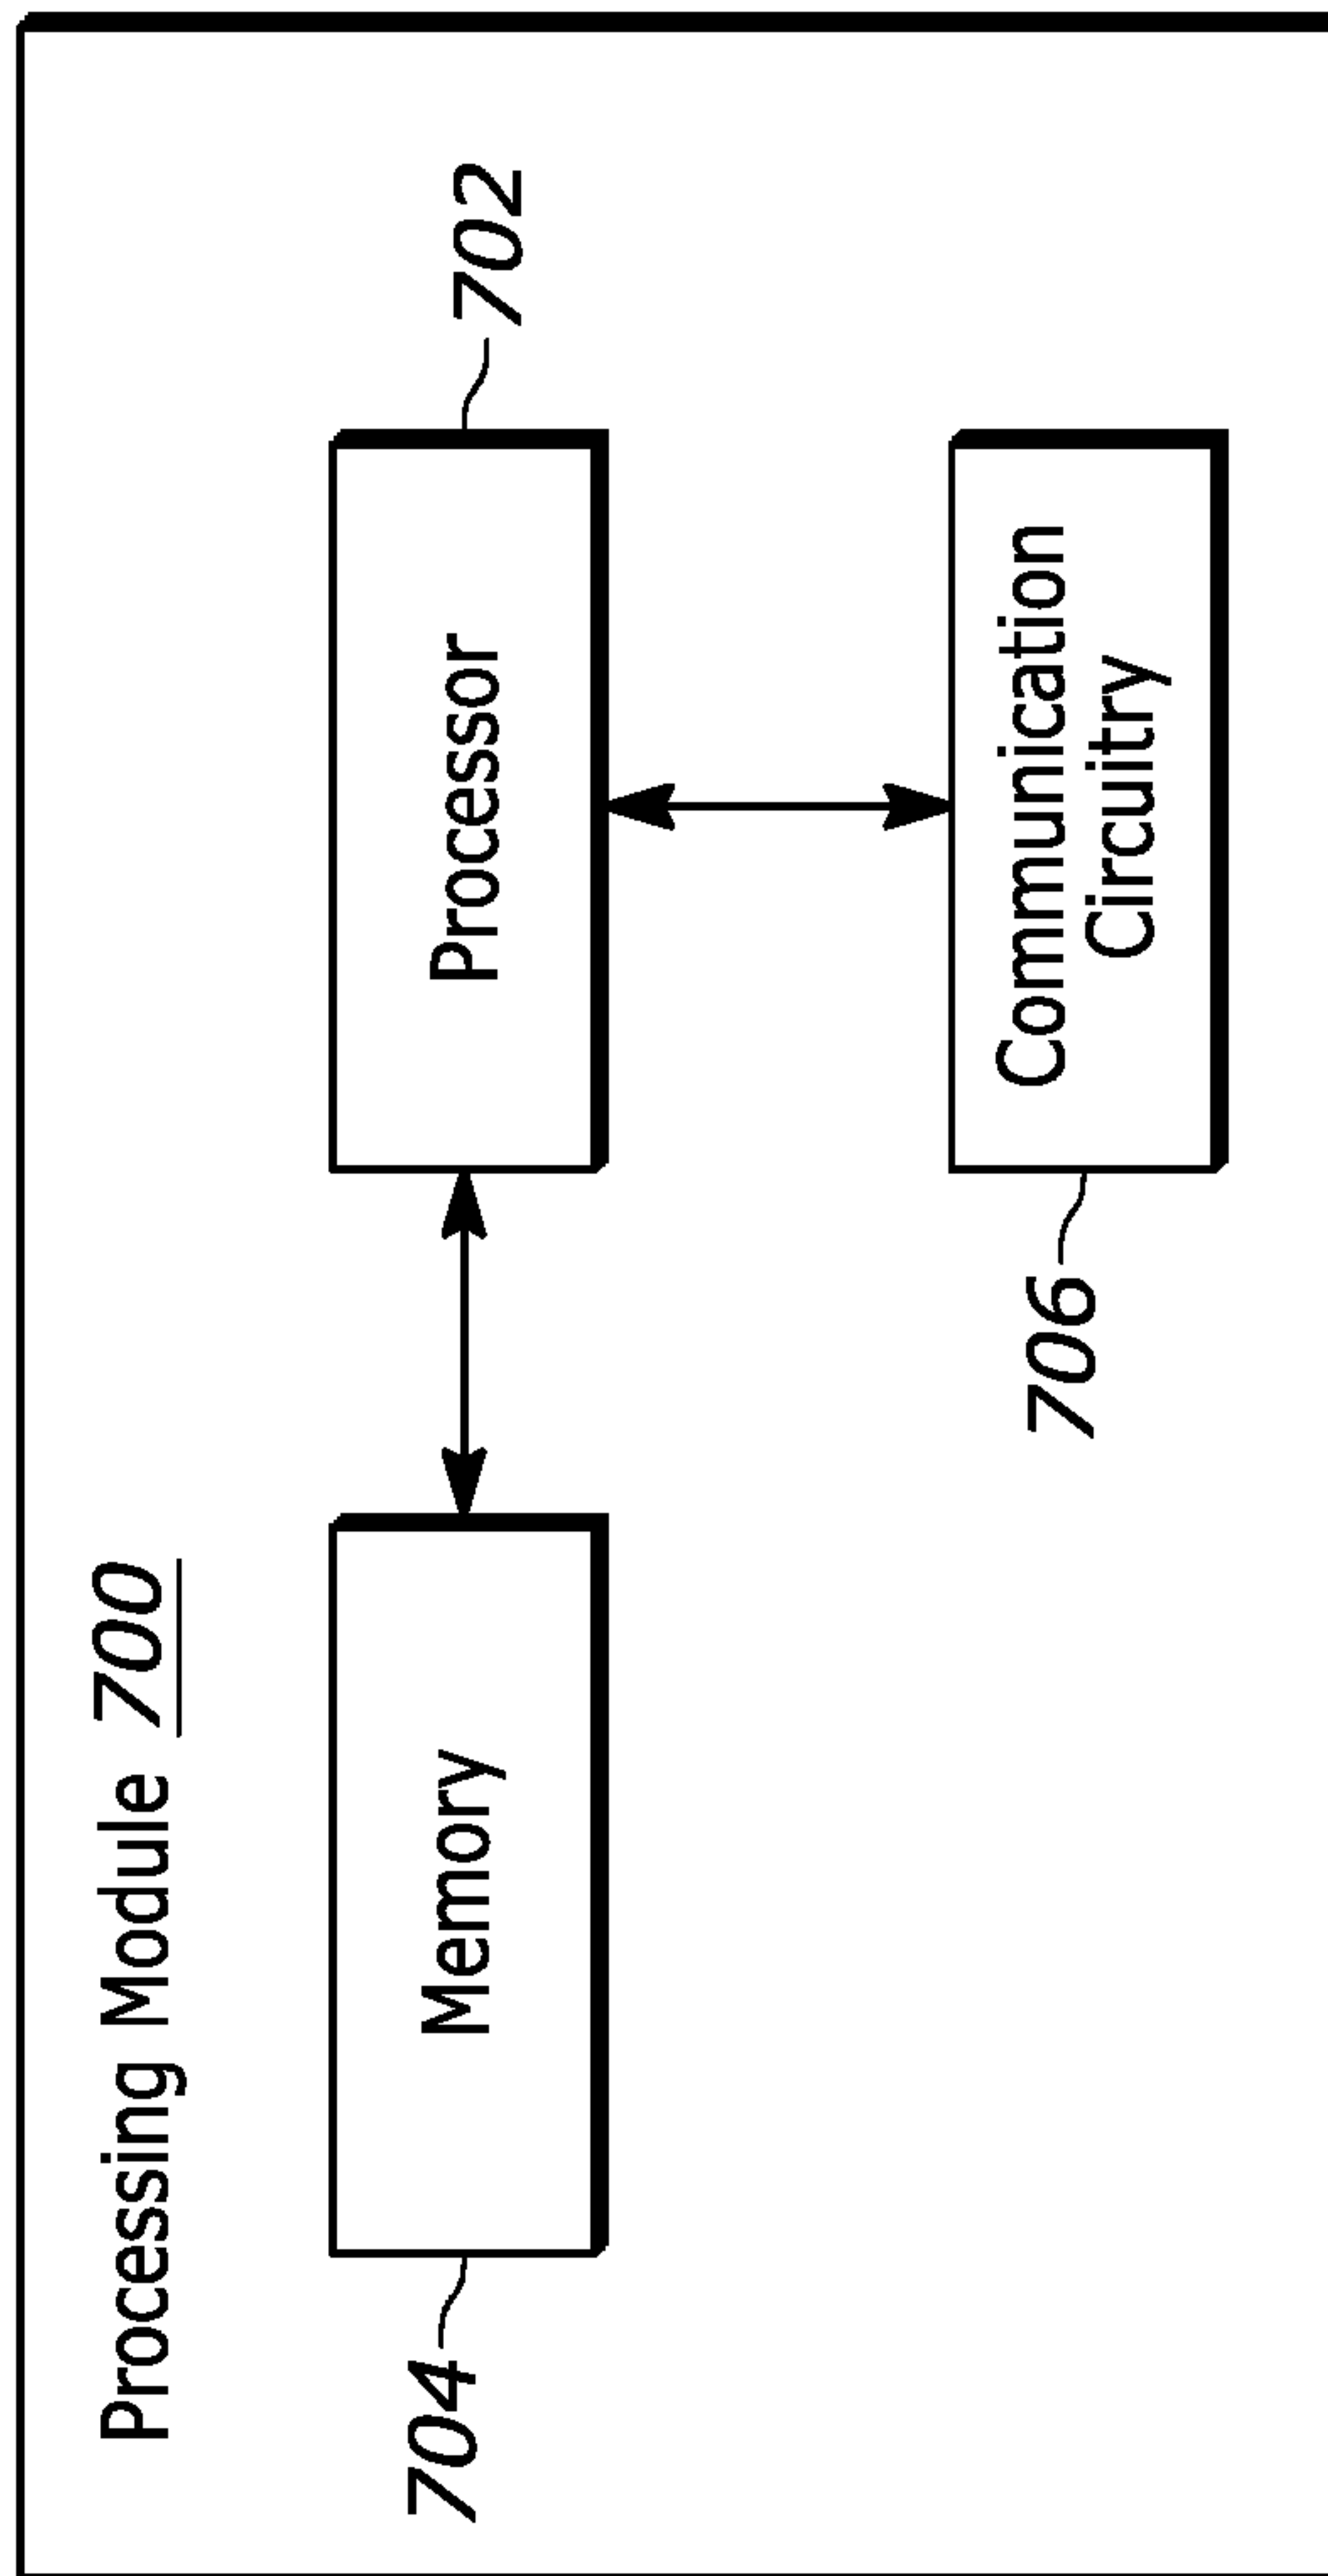 Processing Module 700
Memory
Processor
704
702
Communication
Circuitry
706